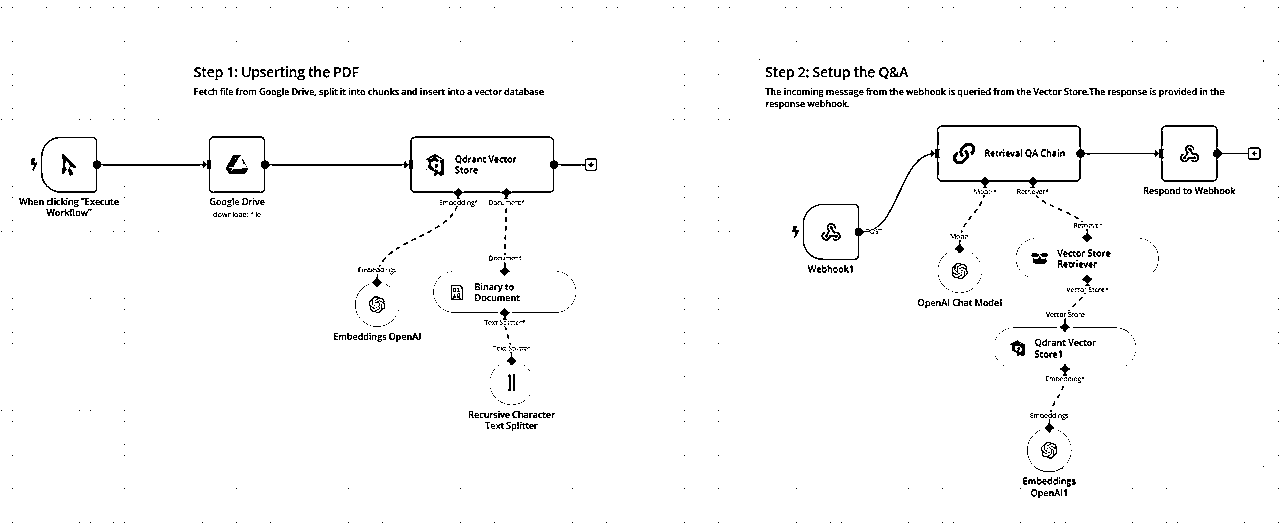 Step 1: Upserting the PDF
Fetch file from Google Drive, split it into chunks and insert into a vector database
When clicking "Execute
Workflow"
Google Drive
download: file
Qdrant Vector
Store
Embedding*
Document*
Embeddings
Embeddings OpenAI
Document
Binary to
Document
Text Splitter*
Text Splitter
Recursive Character
Text Splitter
Step 2: Setup the Q&A
The incoming message from the webhook is queried from the Vector Store.The response is provided in the
response webhook.
Webhook1
Retrieval QA Chain
Model*
Retriever*
Respond to Webhook
Model
OpenAI Chat Model
Retriever
Vector Store
Retriever
Vector Store*
Vector Store
Qdrant Vector
Store1
Embedding*
Embeddings
Embeddings
OpenAI1